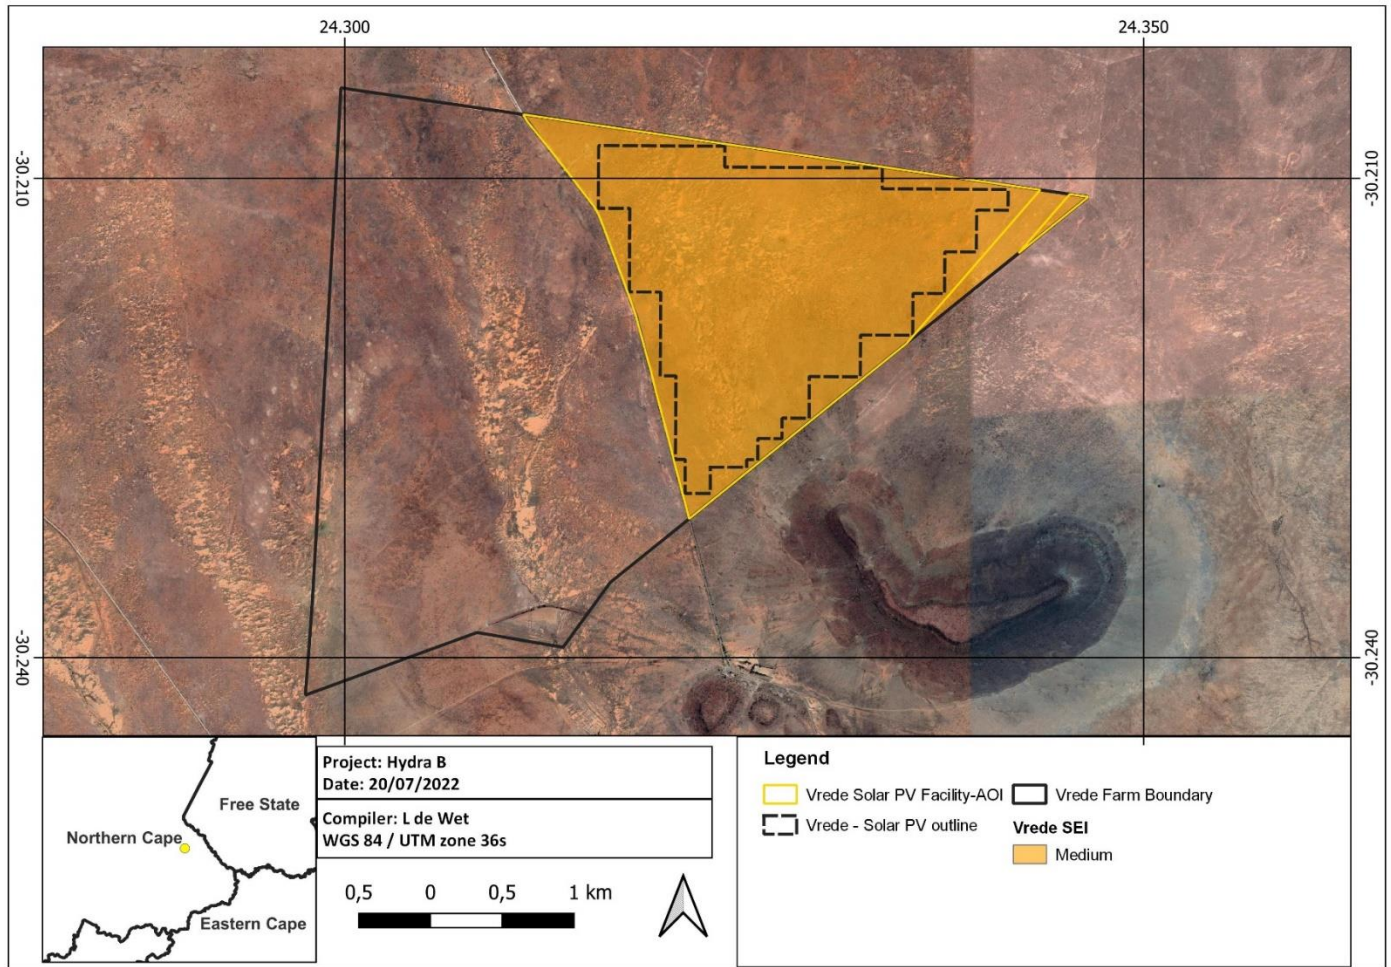 24.300
24.350
-30.210
-30.210
-30.240
-30.240
Free State
Northern Cape
Eastern Cape
Project: Hydra B
Date: 20/07/2022
Compiler: L de Wet
WGS 84 / UTM zone 36s
0,5 0 0,5 1 km
Legend
Vrede Solar PV Facility-AOI
Vrede Farm Boundary
Vrede - Solar PV outline
Vrede SEI
Medium